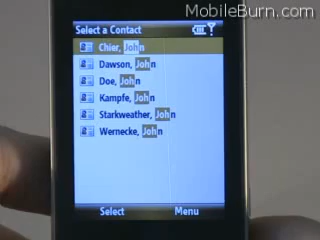 MobileBurn.com
Select a Contact
Chier, John
Dawson, John
Doe, John
Kampfe, John
Starkweather, John
Wernecke, John
Select Menu